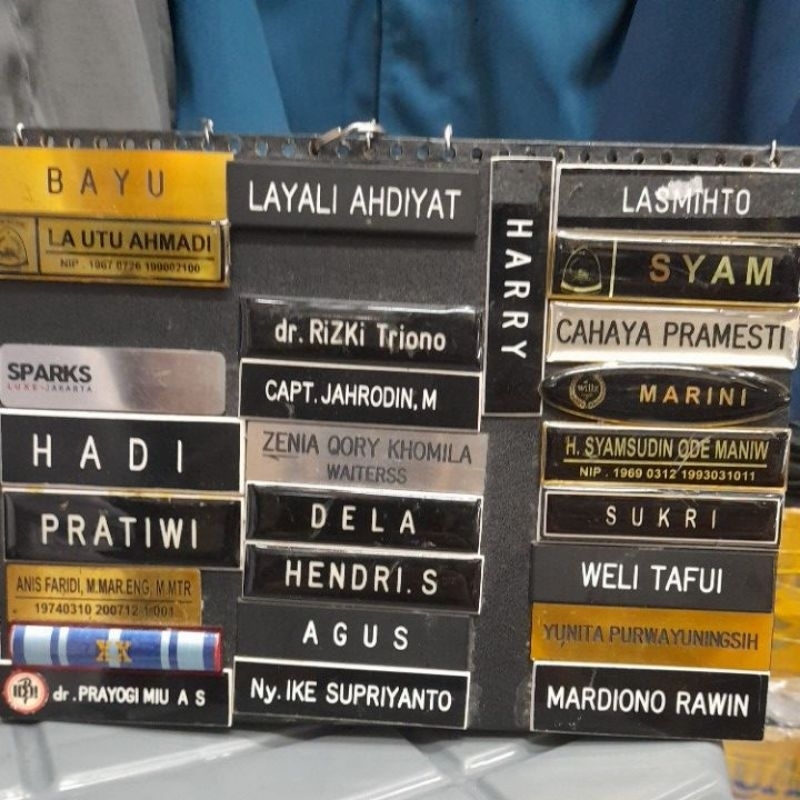 BAYU
LA UTU AHMADI
NIP . 1967 0726 199002100
SPARKS
LUXE-JAKARTA
HADI
PRATIWI
ANIS FARIDI, M.MAR.ENG, M MTR
19740310 200712 1 001
XX
dr. PRAYOGI MIU A S
LAYALI AHDIYAT
dr. RiZKi Triono
CAPT. JAHRODIN, M
ZENIA QORY KHOMILA
WAITERSS
DELA
HENDRI. S
AGUS
Ny. IKE SUPRIYANTO
HARRY
LASMIHTO
SYAM
CAHAYA PRAMESTI
MARINI
H. SYAMSUDIN ODE MANIW
NIP . 1969 0312 1993031011
SUKRI
WELI TAFUI
YUNITA PURWAYUNINGSIH
MARDIONO RAWIN